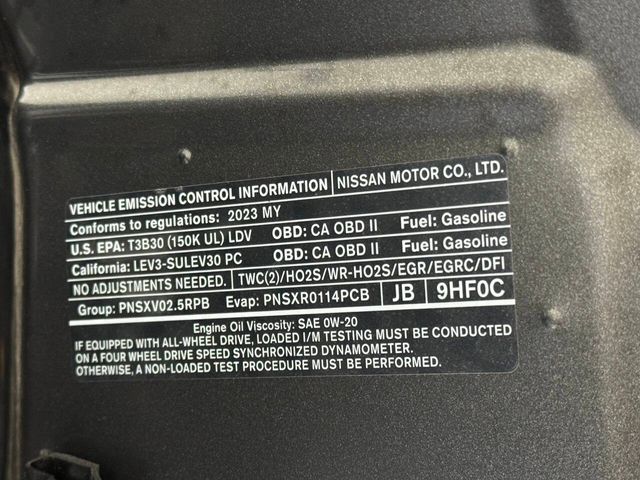 VEHICLE EMISSION CONTROL INFORMATION NISSAN MOTOR CO., LTD.
Conforms to regulations: 2023 MY
U.S. EPA: T3B30 (150K UL) LDV OBD: CA OBD II Fuel: Gasoline
California: LEV3-SULEV30 PC OBD: CA OBD II Fuel: Gasoline
NO ADJUSTMENTS NEEDED. TWC(2)/HO2S/WR-HO2S/EGR/EGRC/DFI
Group: PNSXV02.5RPB Evap: PNSXR0114PCB JB 9HF0C
Engine Oil Viscosity: SAE 0W-20
IF EQUIPPED WITH ALL-WHEEL DRIVE, LOADED I/M TESTING MUST BE CONDUCTED
ON A FOUR WHEEL DRIVE SPEED SYNCHRONIZED DYNAMOMETER.
OTHERWISE, A NON-LOADED TEST PROCEDURE MUST BE PERFORMED.